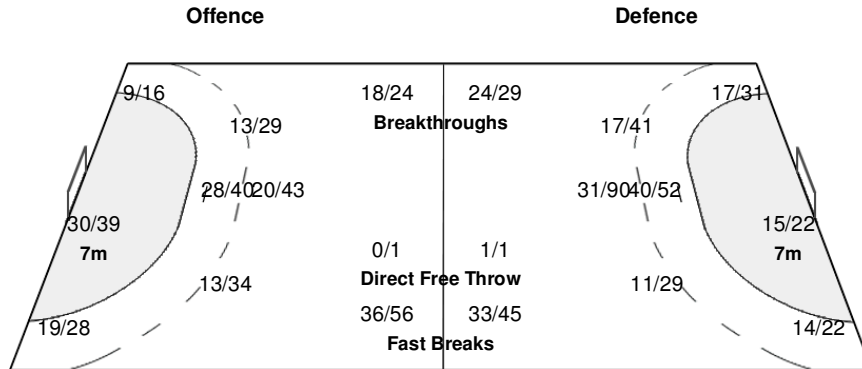 Offence Defence
9/16 18/24 24/29 17/31
13/29 Breakthroughs 17/41
28/40 20/43 31/90 40/52
30/39 15/22
7m 0/1 1/1 7m
13/34 Direct Free Throw 11/29
36/56 33/45
19/28 14/22
Fast Breaks